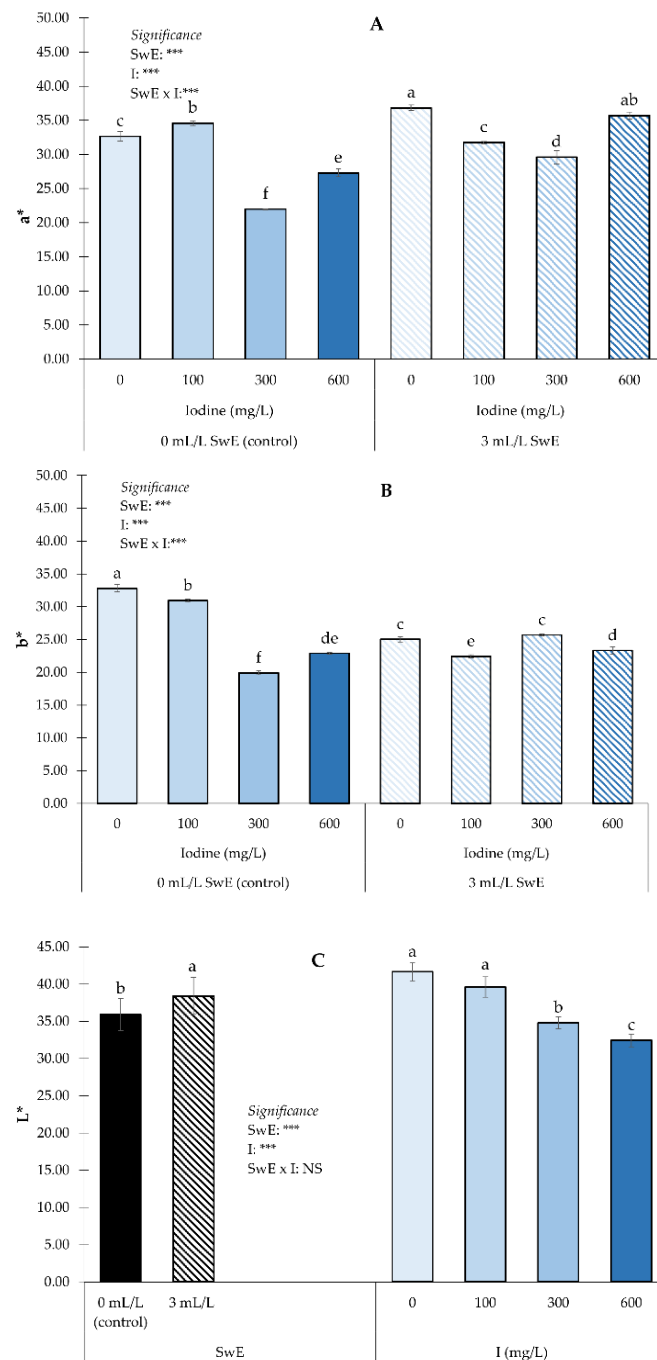 A
Significance
SwE: ***
I: ***
SwE x I:***
50.00
45.00
40.00
35.00
30.00
25.00
20.00
15.00
10.00
5.00
0.00
a*
c
b
f
e
a
c
d
ab
0 100 300 600 0 100 300 600
Iodine (mg/L) Iodine (mg/L)
0 mL/L SwE (control) 3 mL/L SwE
B
Significance
SwE: ***
I: ***
SwE x I:***
50.00
45.00
40.00
35.00
30.00
25.00
20.00
15.00
10.00
5.00
0.00
b*
a
b
f
de
c
e
c
d
0 100 300 600 0 100 300 600
Iodine (mg/L) Iodine (mg/L)
0 mL/L SwE (control) 3 mL/L SwE
C
45.00
40.00
35.00
30.00
25.00
20.00
15.00
10.00
5.00
0.00
L*
b
a
a
a
b
c
Significance
SwE: ***
I: ***
SwE x I: NS
0 mL/L 3 mL/L 0 100 300 600
(control)
SwE I (mg/L)